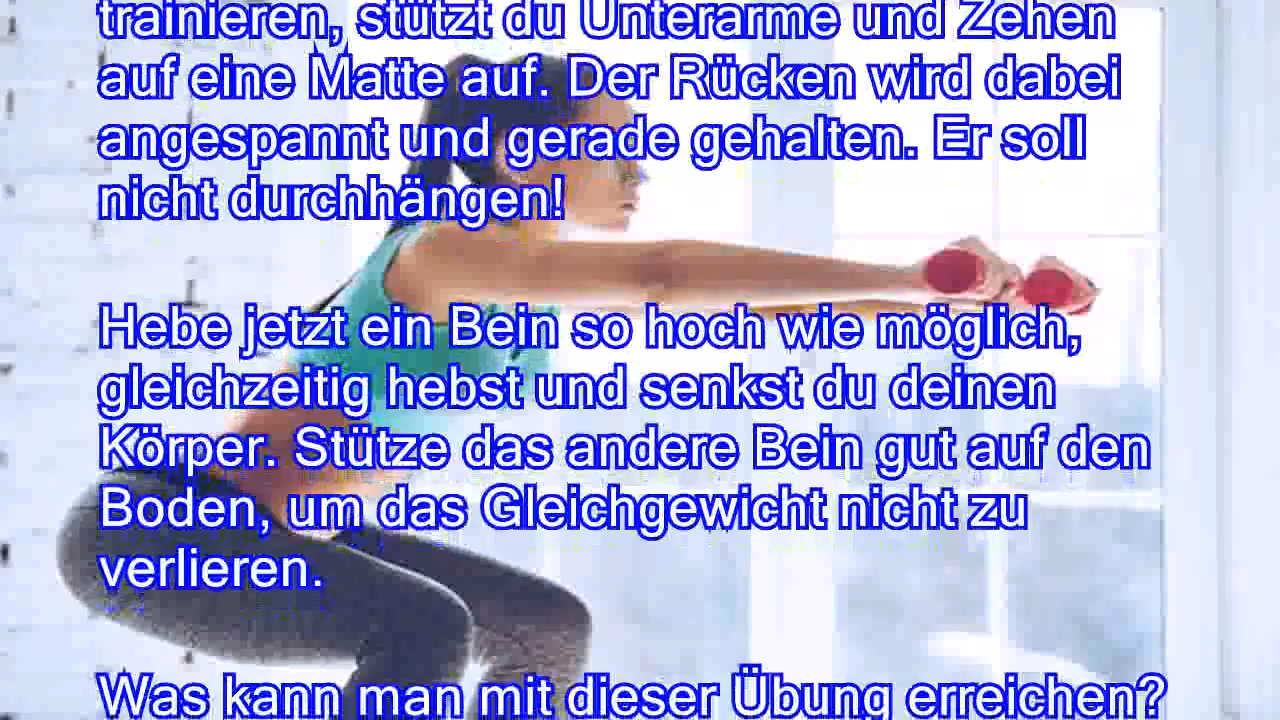 trainieren, stützt du Unterarme und Zehen
auf eine Matte auf. Der Rücken wird dabei
angespannt und gerade gehalten. Er soll
nicht durchhängen!
Hebe jetzt ein Bein so hoch wie möglich,
gleichzeitig hebst und senkst du deinen
Körper. Stütze das andere Bein gut auf den
Boden, um das Gleichgewicht nicht zu
verlieren.
Was kann man mit dieser Übung erreichen?